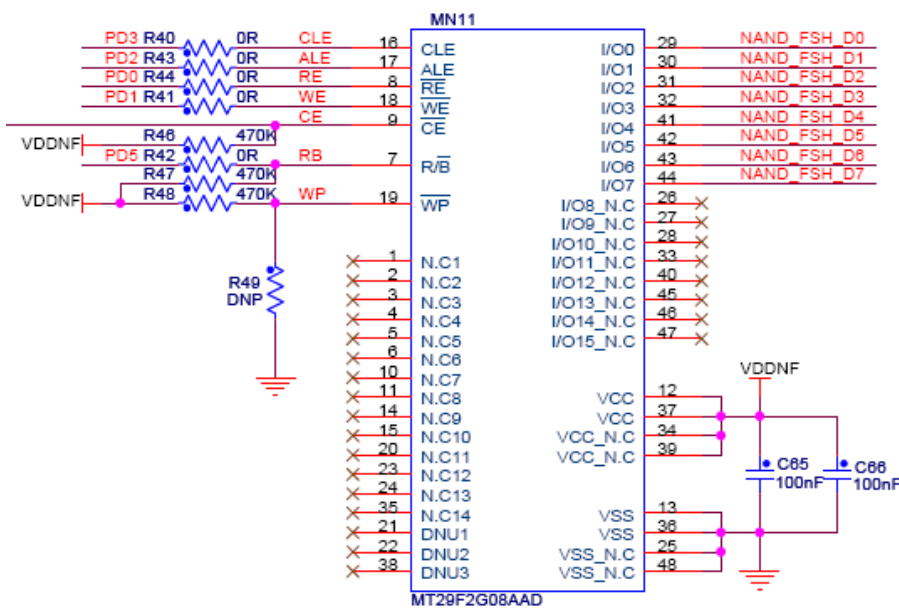 MN11
PD3 R40 0R CLE 16 CLE I/O0 29 NAND_FSH_D0
PD2 R43 0R ALE 17 ALE I/O1 30 NAND_FSH_D1
PD0 R44 0R RE 8 RE I/O2 31 NAND_FSH_D2
PD1 R41 0R WE 18 WE I/O3 32 NAND_FSH_D3
CE 9 CE I/O4 41 NAND_FSH_D4
VDDNF R46 470K I/O5 42 NAND_FSH_D5
PD5 R42 0R RB 7 R/B I/O6 43 NAND_FSH_D6
R47 470K I/O7 44 NAND_FSH_D7
VDDNF R48 470K WP 19 WP I/O8_N.C 26
I/O9_N.C 27
I/O10_N.C 28
1 N.C1 I/O11_N.C 33
R49 2 N.C2 I/O12_N.C 40
DNP 3 N.C3 I/O13_N.C 45
4 N.C4 I/O14_N.C 46
5 N.C5 I/O15_N.C 47
6 N.C6
VDDNF
10 N.C7
11 N.C8 VCC 12
14 N.C9 VCC 37
15 N.C10 VCC_N.C 34
20 N.C11 VCC_N.C 39
C65 100nF
C66 100nF
23 N.C12
24 N.C13
35 N.C14 VSS 13
21 DNU1 VSS 36
22 DNU2 VSS_N.C 25
38 DNU3 VSS_N.C 48
MT29F2G08AAD